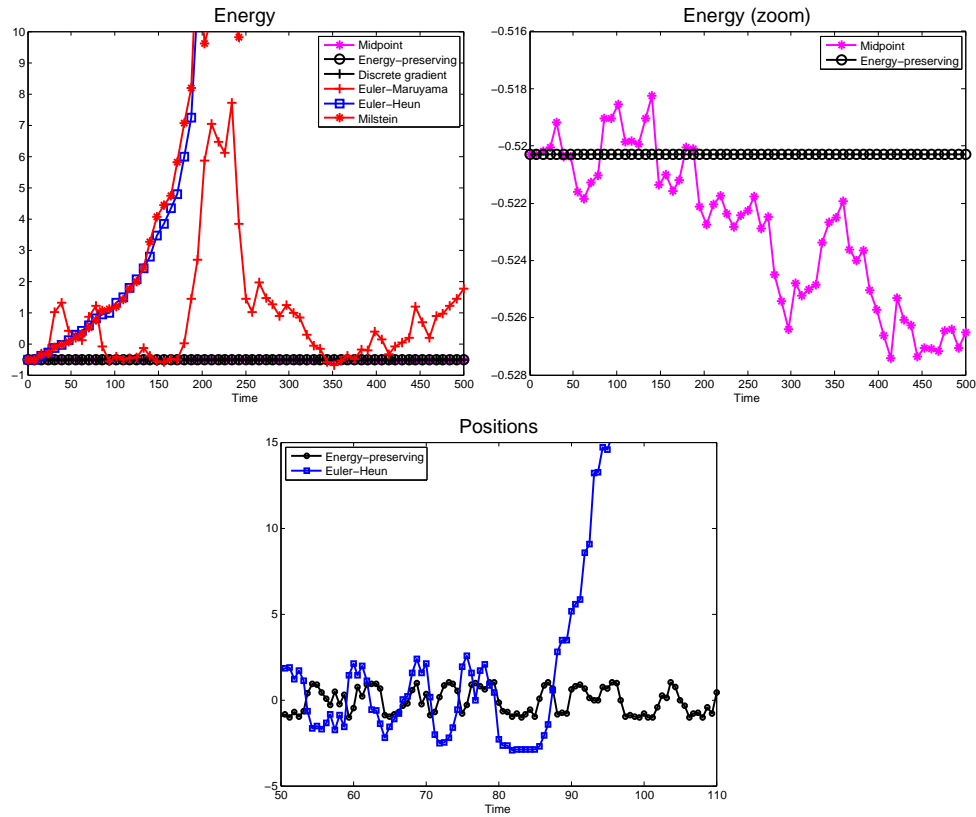 Energy
10
9
8
7
6
5
4
3
2
1
0
−1
0 50 100 150 200 250 300 350 400 450 500
Time
Midpoint
Energy−preserving
Discrete gradient
Euler−Maruyama
Euler−Heun
Milstein
Energy (zoom)
−0.516
−0.518
−0.52
−0.522
−0.524
−0.526
−0.528
0 50 100 150 200 250 300 350 400 450 500
Time
Midpoint
Energy−preserving
Positions
15
10
5
0
−5
50 60 70 80 90 100 110
Time
Energy−preserving
Euler−Heun